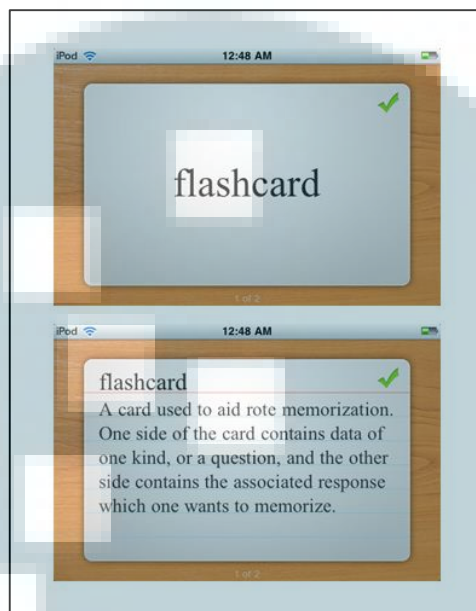 iPod 12:48 AM
flashcard
1 of 2
iPod 12:48 AM
flashcard
A card used to aid rote memorization.
One side of the card contains data of
one kind, or a question, and the other
side contains the associated response
which one wants to memorize.
1 of 2